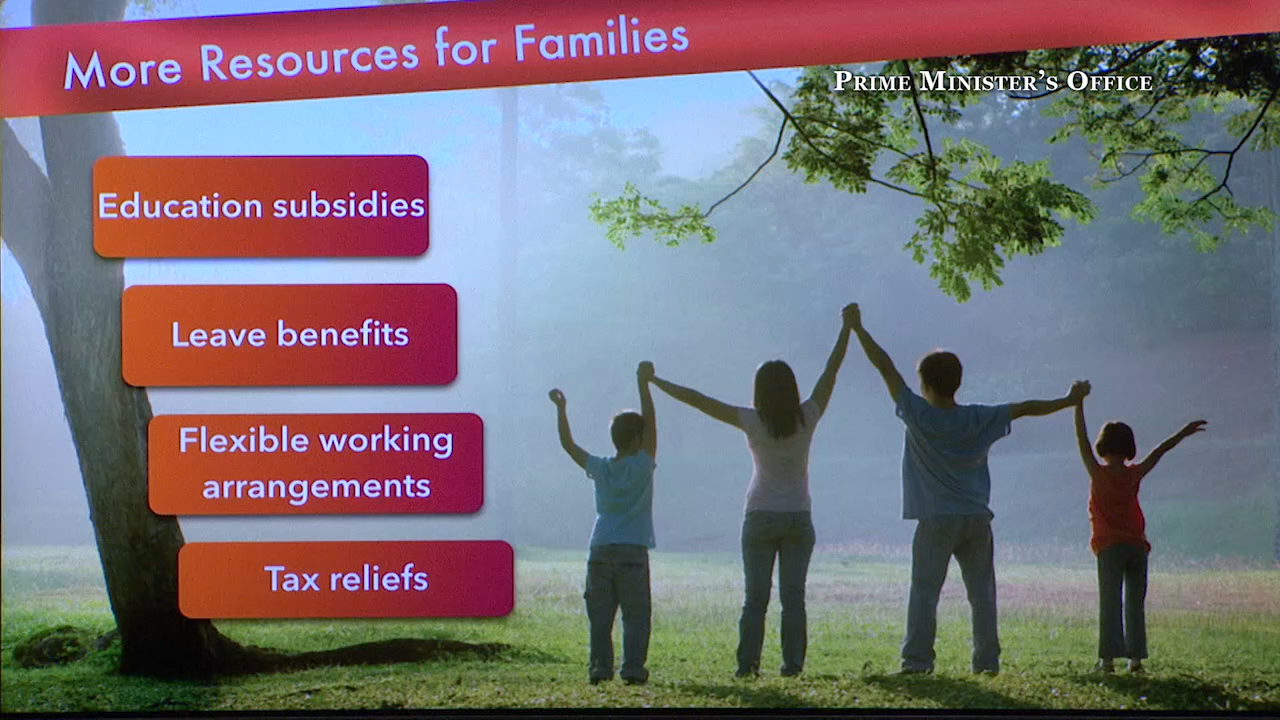 More Resources for Families
PRIME MINISTER'S OFFICE
Education subsidies
Leave benefits
Flexible working
arrangements
Tax reliefs